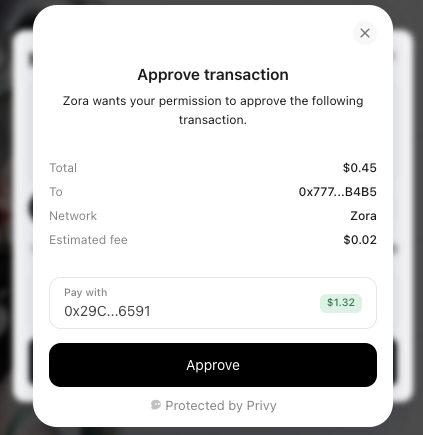 Approve transaction
Zora wants your permission to approve the following
transaction.
Total $0.45
To 0x777...B4B5
Network Zora
Estimated fee $0.02
Pay with
0x29C...6591 $1.32
Approve
Protected by Privy